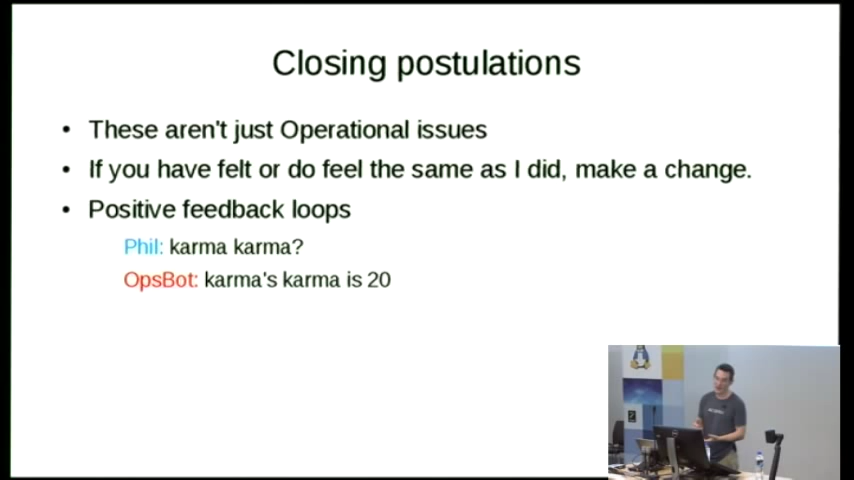 Closing postulations
• These aren't just Operational issues
• If you have felt or do feel the same as I did, make a change.
• Positive feedback loops
Phil: karma karma?
OpsBot: karma's karma is 20